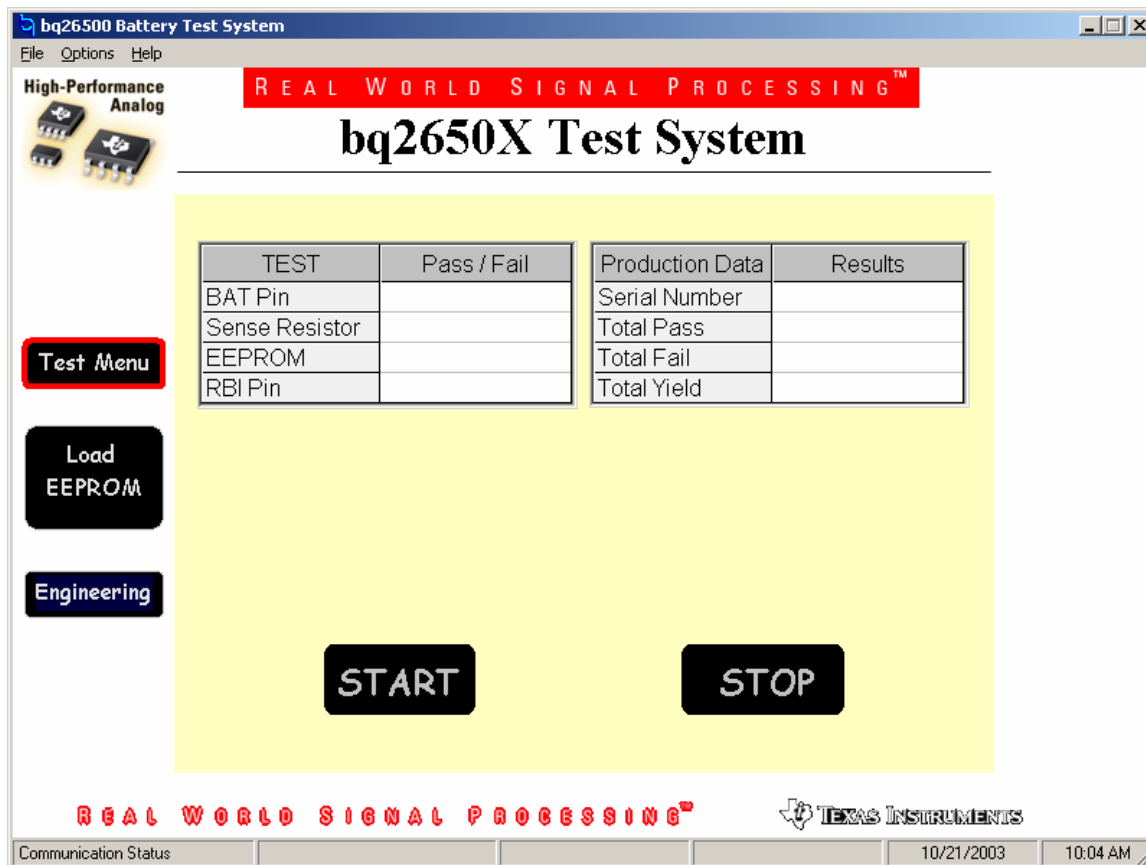 bq26500 Battery Test System
File Options Help
High-Performance
Analog
REAL WORLD SIGNAL PROCESSING™
bq2650X Test System
TEST Pass / Fail
BAT Pin
Sense Resistor
EEPROM
RBI Pin
Production Data Results
Serial Number
Total Pass
Total Fail
Total Yield
Test Menu
Load
EEPROM
Engineering
START STOP
REAL WORLD SIGNAL PROCESSING™
TEXAS INSTRUMENTS
Communication Status 10/21/2003 10:04 AM